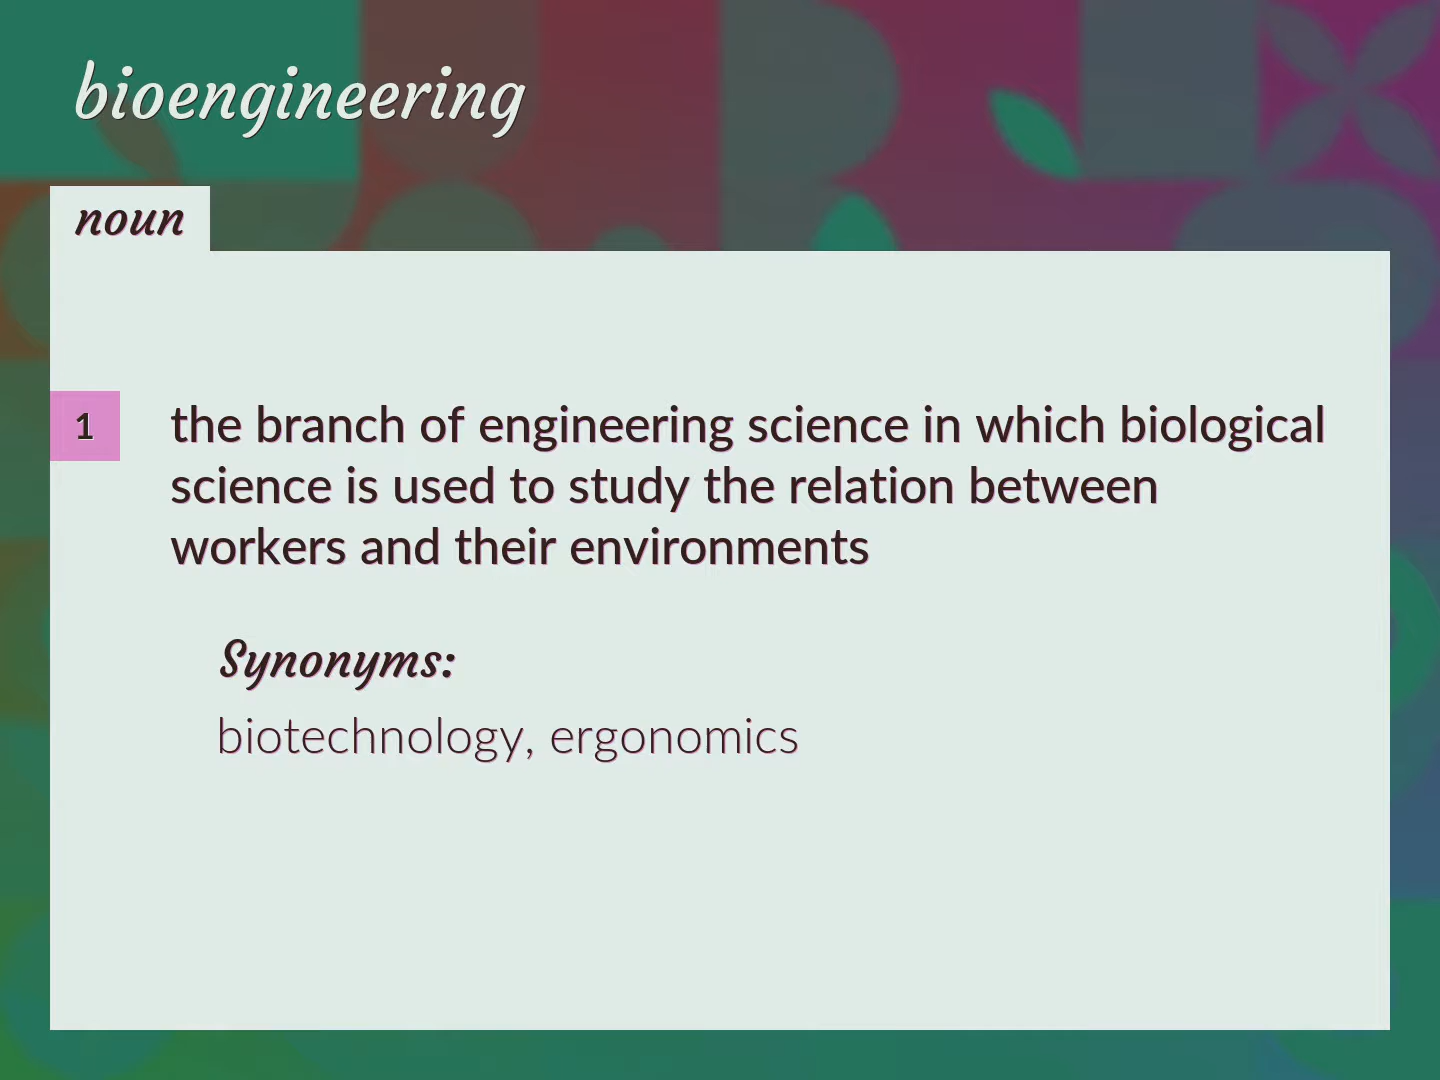 bioengineering
noun
1
the branch of engineering science in which biological
science is used to study the relation between
workers and their environments
Synonyms:
biotechnology, ergonomics